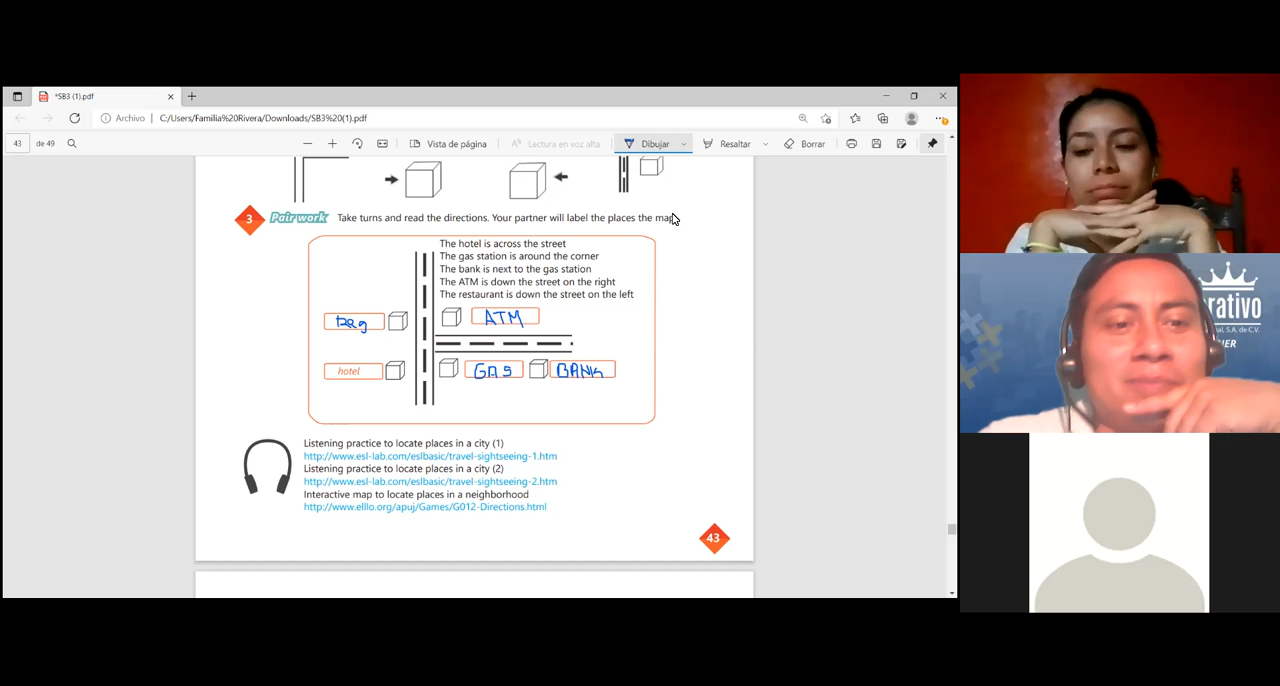 *SB3 (1).pdf
Archivo
C:/Users/Familia%20Rivera/Downloads/SB3%20(1).pdf
43
de 49
Vista de página
Lectura en voz alta
Dibujar
Resaltar
Borrar
3
Pair work
Take turns and read the directions. Your partner will label the places the map
The hotel is across the street
The gas station is around the corner
The bank is next to the gas station
The ATM is down the street on the right
The restaurant is down the street on the left
ATM
hotel
GAS
BANK
Listening practice to locate places in a city (1)
http://www.esl-lab.com/eslbasic/travel-sightseeing-1.htm
Listening practice to locate places in a city (2)
http://www.esl-lab.com/eslbasic/travel-sightseeing-2.htm
Interactive map to locate places in a neighborhood
http://www.elllo.org/apuj/Games/G012-Directions.html
43
rativo
nal, S.A. de C.V.
NER